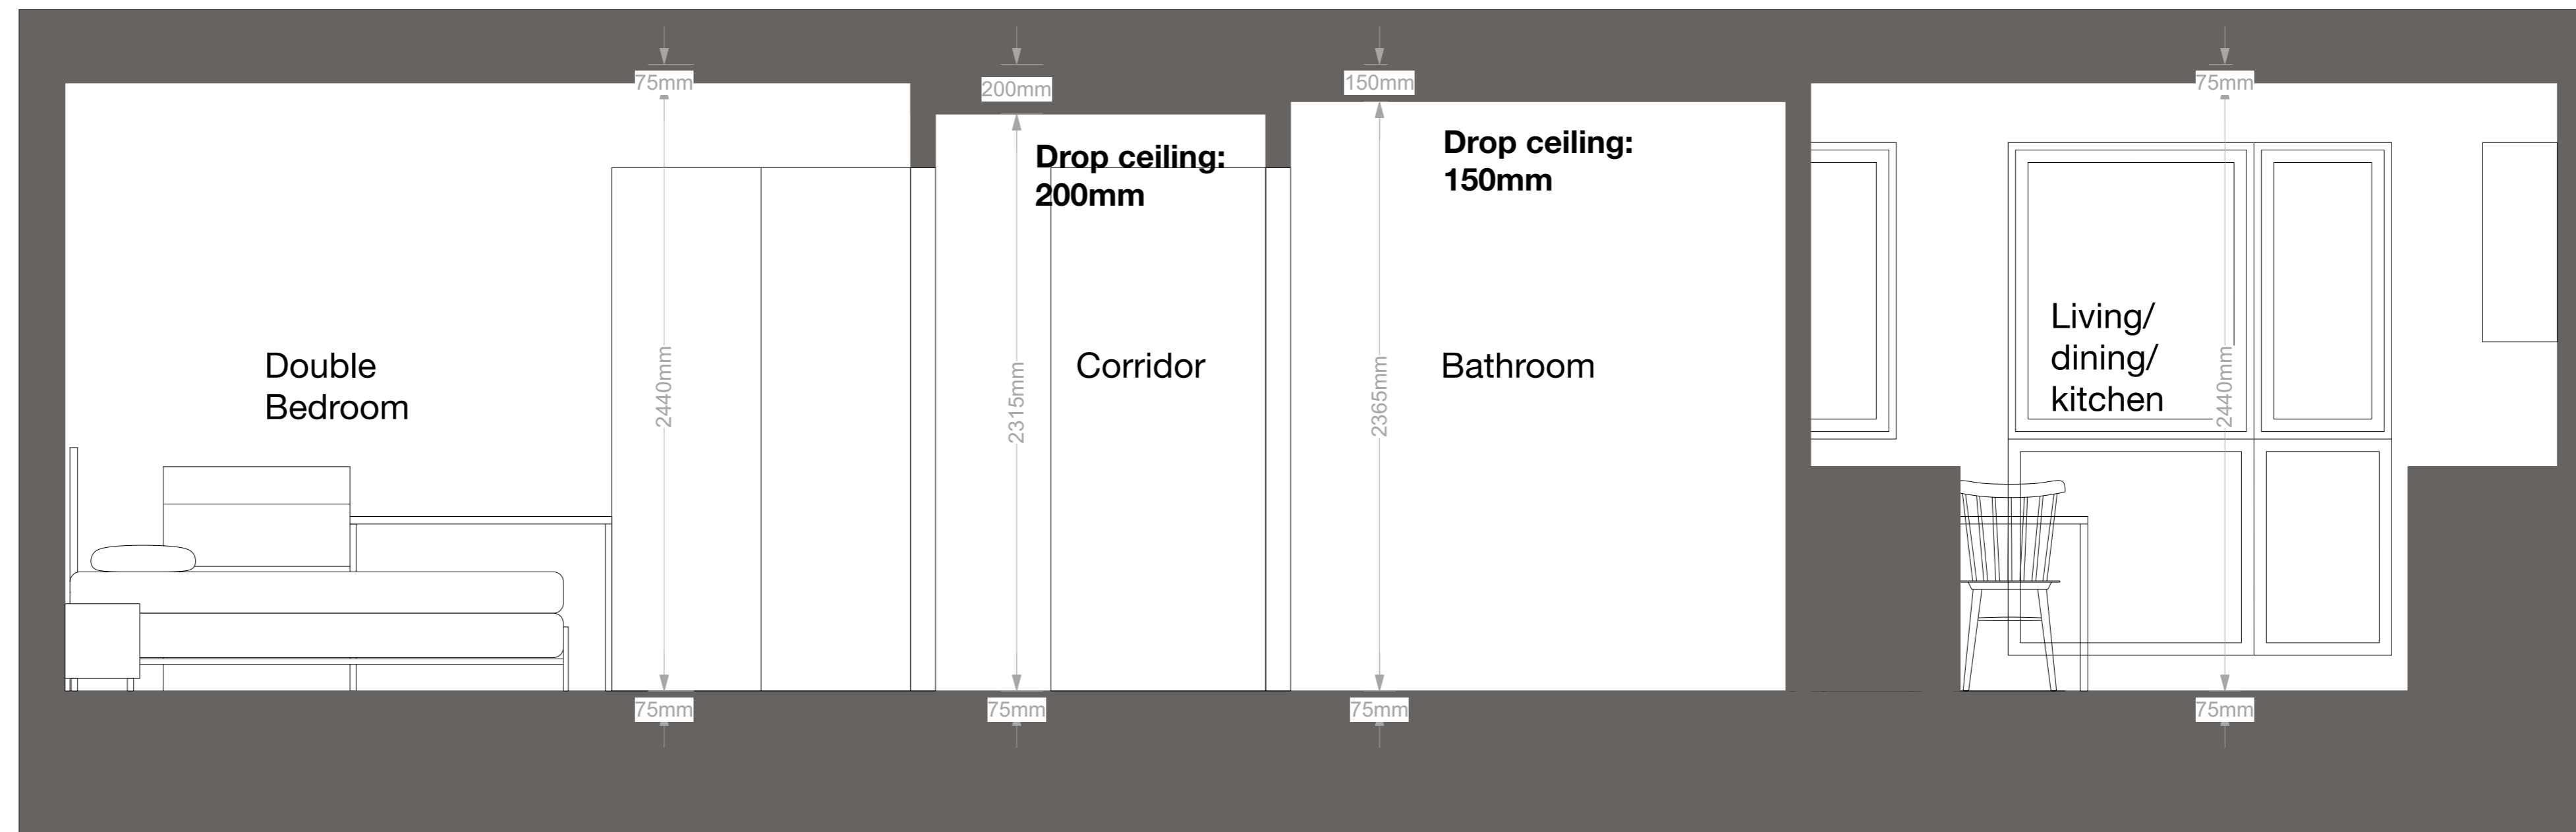 75mm
200mm
150mm
75mm
Drop ceiling:
200mm
Drop ceiling:
150mm
Double
Bedroom
2440mm
2315mm
Corridor
2365mm
Bathroom
Living/
dining/
kitchen
2440mm
75mm
75mm
75mm
75mm